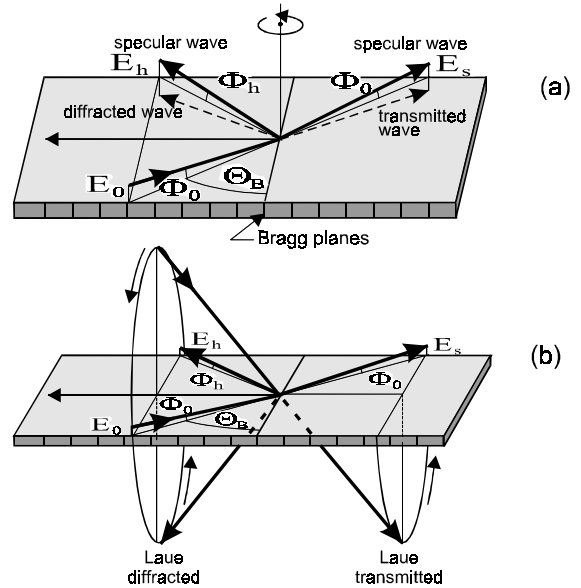 specular wave
specular wave
E_h
Φ_h
Φ_0
E_s
(a)
diffracted wave
transmitted
wave
E_0
Φ_0
Θ_B
Bragg planes
E_h
E_s
(b)
Φ_h
Φ_0
Φ_0
E_0
Θ_B
Laue
diffracted
Laue
transmitted